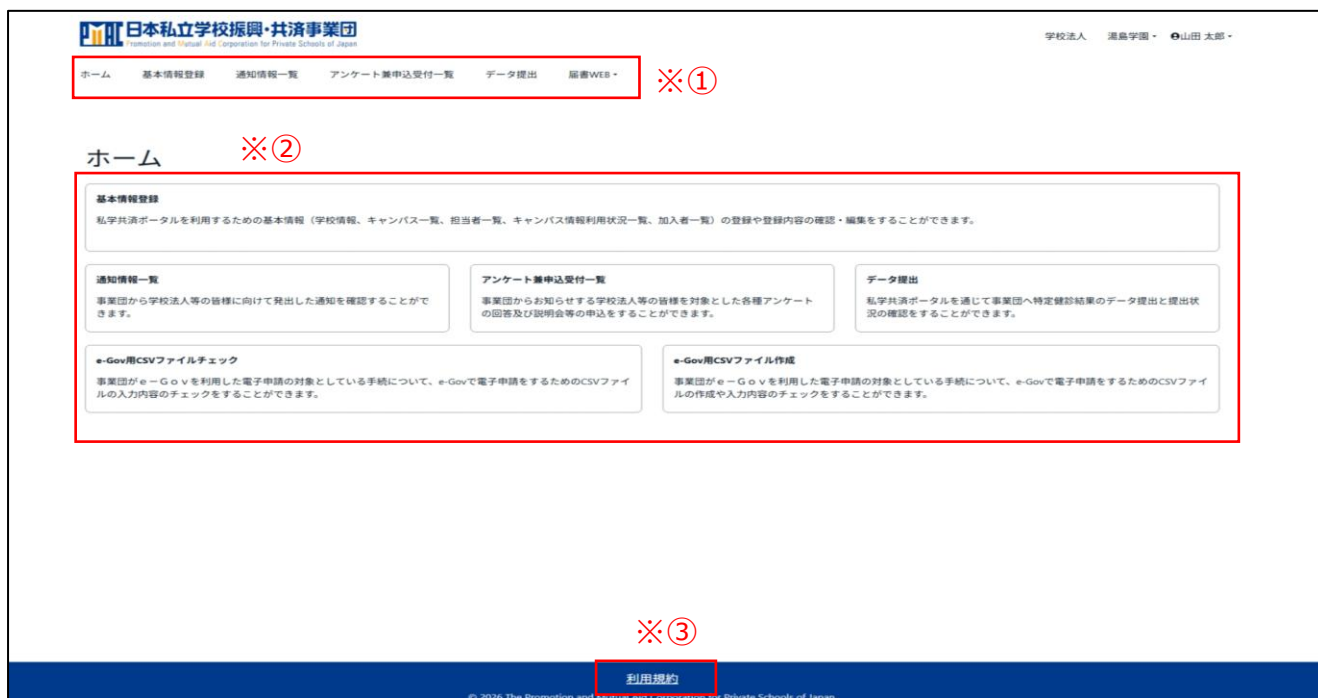 日本私立学校振興・共済事業団
Promotion and Mutual Aid Corporation for Private Schools of Japan
学校法人 湯島学園 山田 太郎
ホーム 基本情報登録 通知情報一覧 アンケート兼申込受付一覧 データ提出 届書WEB
※①
ホーム
※②
基本情報登録
私学共済ポータルを利用するための基本情報（学校情報、キャンパス一覧、担当者一覧、キャンパス情報利用状況一覧、加入者一覧）の登録や登録内容の確認・編集をすることができます。
通知情報一覧
事業団から学校法人等の皆様に向けて発出した通知を確認することがで
きます。
アンケート兼申込受付一覧
事業団からお知らせする学校法人等の皆様を対象とした各種アンケート
の回答及び説明会等の申込をすることができます。
データ提出
私学共済ポータルを通じて事業団へ特定健診結果のデータ提出と提出状
況の確認をすることができます。
e-Gov用CSVファイルチェック
事業団がｅ－Ｇｏｖを利用した電子申請の対象としている手続について、e-Govで電子申請をするためのCSVファイ
ルの入力内容のチェックをすることができます。
e-Gov用CSVファイル作成
事業団がｅ－Ｇｏｖを利用した電子申請の対象としている手続について、e-Govで電子申請をするためのCSVファイ
ルの作成や入力内容のチェックをすることができます。
※③
利用規約
© 2026 The Promotion and Mutual Aid Corporation for Private Schools of Japan